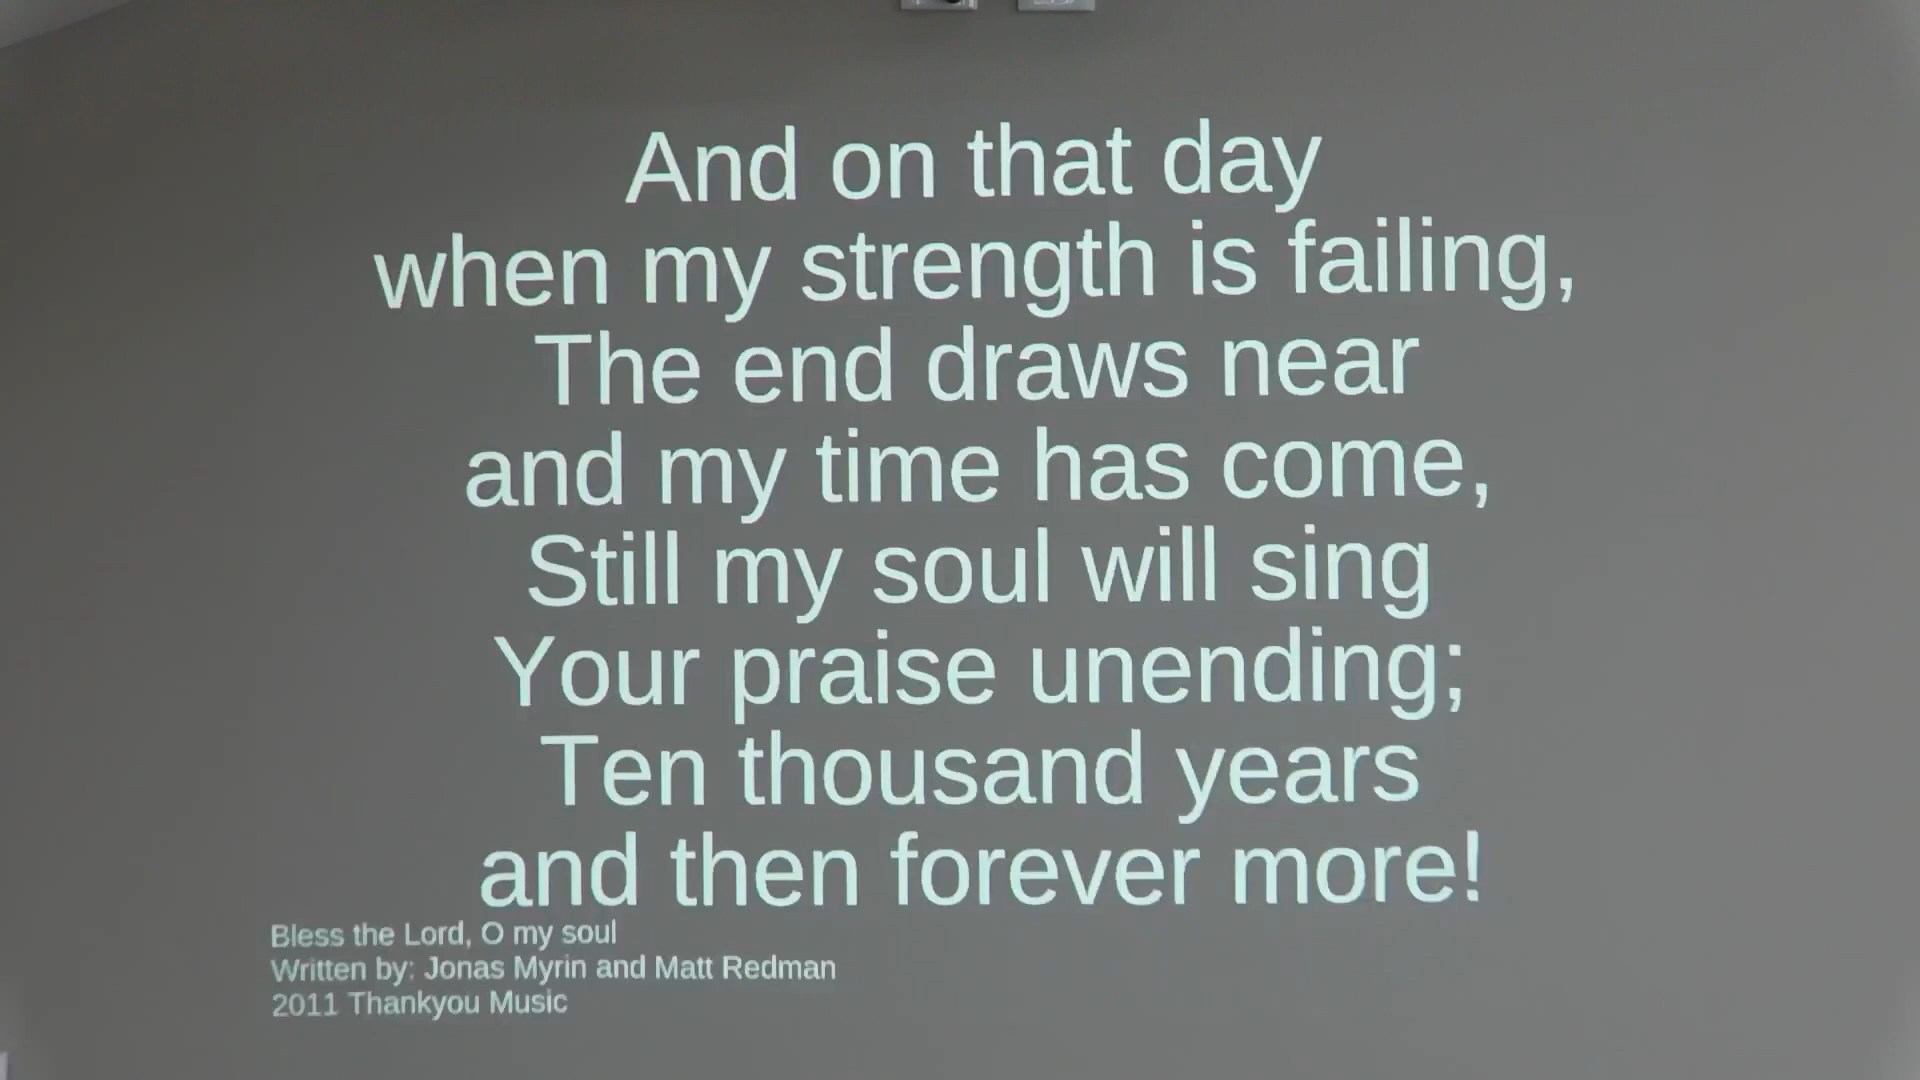 And on that day
when my strength is failing,
The end draws near
and my time has come,
Still my soul will sing
Your praise unending;
Ten thousand years
and then forever more!
Bless the Lord, O my soul
Written by: Jonas Myrin and Matt Redman
2011 Thankyou Music